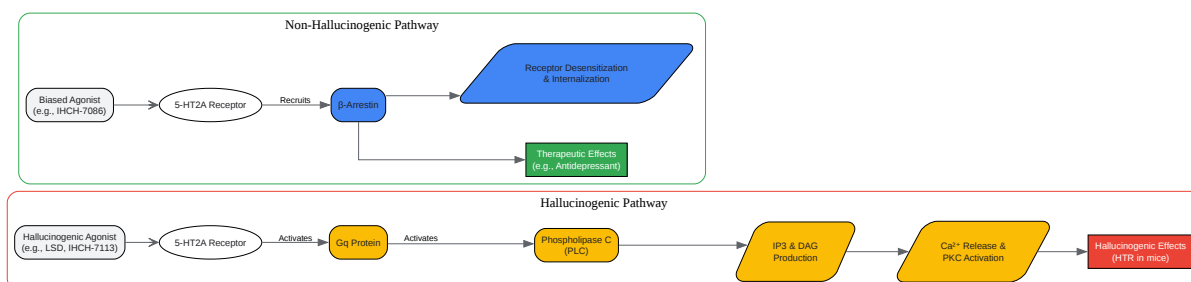 Non-Hallucinogenic Pathway
Receptor Desensitization
& Internalization
Biased Agonist
(e.g., IHCH-7086)
5-HT2A Receptor
Recruits
β-Arrestin
Therapeutic Effects
(e.g., Antidepressant)
Hallucinogenic Pathway
Hallucinogenic Agonist
(e.g., LSD, IHCH-7113)
5-HT2A Receptor
Activates
Gq Protein
Activates
Phospholipase C
(PLC)
IP3 & DAG
Production
Ca²⁺ Release &
PKC Activation
Hallucinogenic Effects
(HTR in mice)